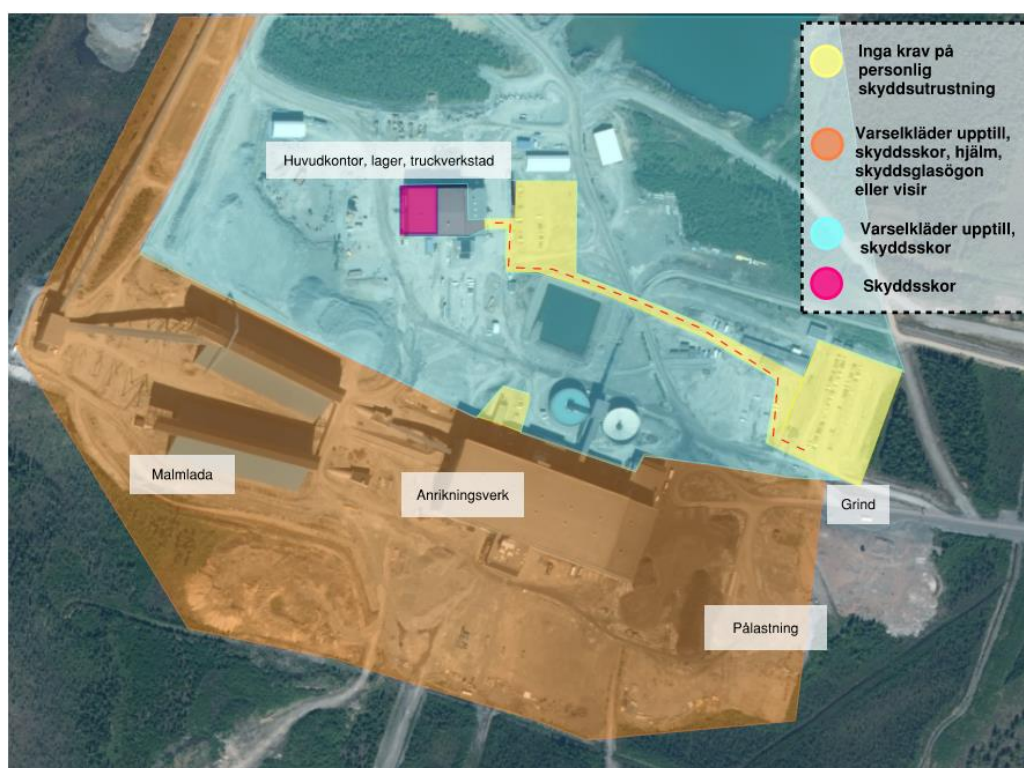 Inga krav på
personlig
skyddsutrustning
Varselkläder upptill,
skyddsskor, hjälm,
skyddsglasögon
eller visir
Varselkläder upptill,
skyddsskor
Skyddsskor
Huvudkontor, lager, truckverkstad
Malmlada
Anrikningsverk
Grind
Pålastning